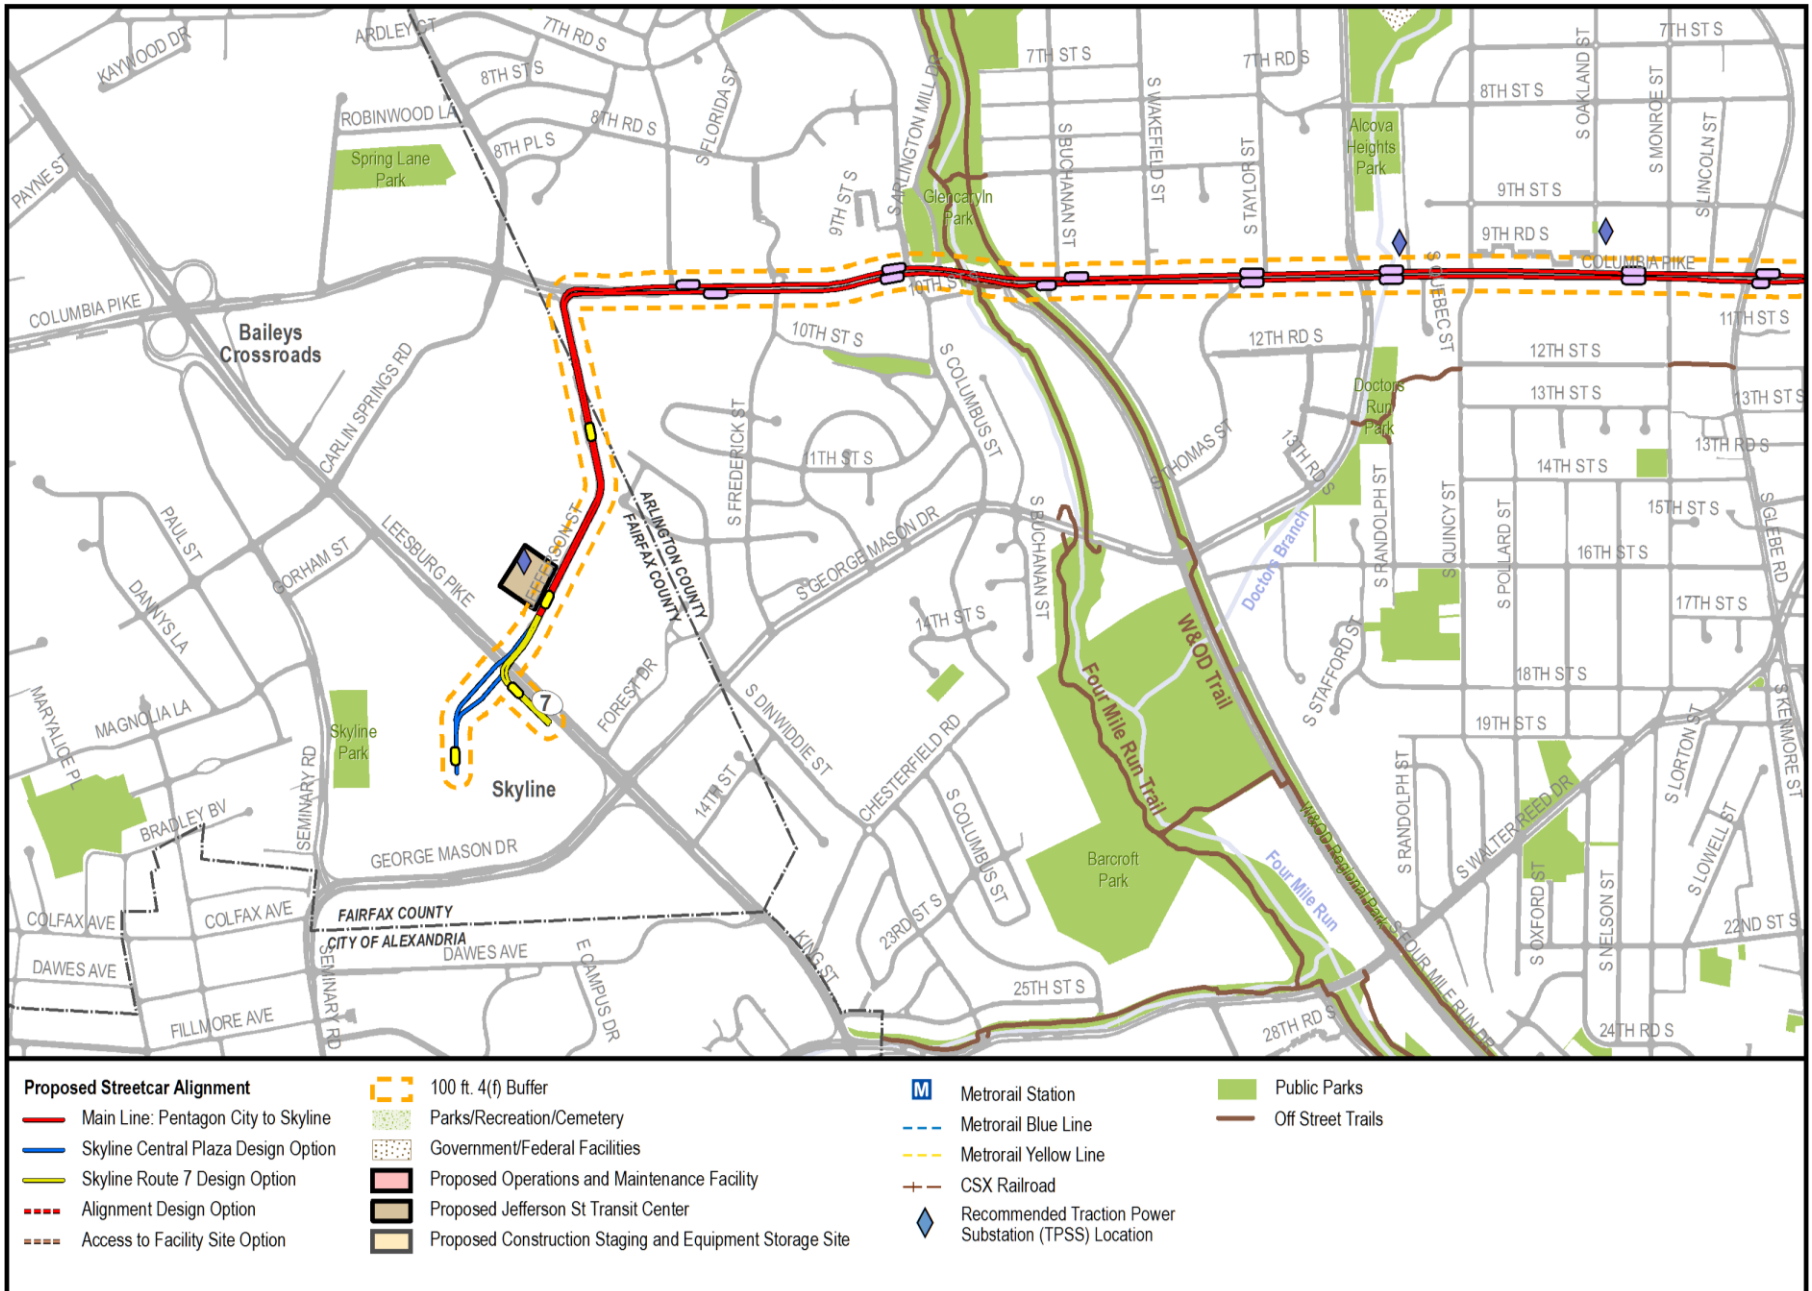 ARDLEY ST
KAYWOOD DR
7TH RD S
7TH ST S
7TH RD S
7TH ST S
8TH ST S
S FLORIDA ST
S ARLINGTON MILL DR
S WAKEFIELD ST
S OAKLAND ST
S MONROE ST
8TH ST S
ROBINWOOD LA
8TH RD S
8TH PL S
S BUCHANAN ST
S TAYLOR ST
Alcova
Heights
Park
S LINCOLN ST
Spring Lane
Park
PAYNE ST
9TH ST S
Glencarlyn
Park
9TH ST S
9TH RD S
COLUMBIA PIKE
S QUEBEC ST
10TH ST S
COLUMBIA PIKE
Baileys
Crossroads
10TH ST S
12TH RD S
11TH ST S
12TH ST S
CARLIN SPRINGS RD
S COLUMBUS ST
Doctors
Run
Park
13TH ST S
13TH ST S
S FREDERICK ST
11TH ST S
THOMAS ST
13TH RD S
13TH RD S
14TH ST S
S
PAUL ST
LEESBURG PIKE
JEFFERSON ST
ARLINGTON COUNTY
FAIRFAX COUNTY
S GEORGE MASON DR
S BUCHANAN ST
Doctors Branch
S RANDOLPH ST
S QUINCY ST
S POLLARD ST
15TH ST S
S GLEBE RD
16TH ST S
GORHAM ST
DANNYS LA
14TH ST S
W&OD Trail
17TH ST S
S STAFFORD ST
FOREST DR
S DINWIDDIE ST
Four Mile Run Trail
18TH ST S
MARYALICE PL
MAGNOLIA LA
7
19TH ST S
S KENMORE ST
S LORTON ST
Skyline
Park
SEMINARY RD
Skyline
14TH ST
CHESTERFIELD RD
S COLUMBUS ST
S RANDOLPH ST
S WALTER REED DR
S LOWELL ST
BRADLEY BV
GEORGE MASON DR
Barcroft
Park
W&OD Regional Park
Four Mile Run
COLFAX AVE
COLFAX AVE
FAIRFAX COUNTY
CITY OF ALEXANDRIA
23RD ST S
S OXFORD ST
S NELSON ST
22ND ST S
DAWES AVE
DAWES AVE
KING ST
S FOUR MILE RUN DR
E CAMPUS DR
25TH ST S
FILLMORE AVE
SEMINARY RD
28TH RD S
24TH RD S
Proposed Streetcar Alignment
Main Line: Pentagon City to Skyline
Skyline Central Plaza Design Option
Skyline Route 7 Design Option
Alignment Design Option
Access to Facility Site Option
100 ft. 4(f) Buffer
Parks/Recreation/Cemetery
Government/Federal Facilities
Proposed Operations and Maintenance Facility
Proposed Jefferson St Transit Center
Proposed Construction Staging and Equipment Storage Site
M
Metrorail Station
Metrorail Blue Line
Metrorail Yellow Line
CSX Railroad
Recommended Traction Power
Substation (TPSS) Location
Public Parks
Off Street Trails